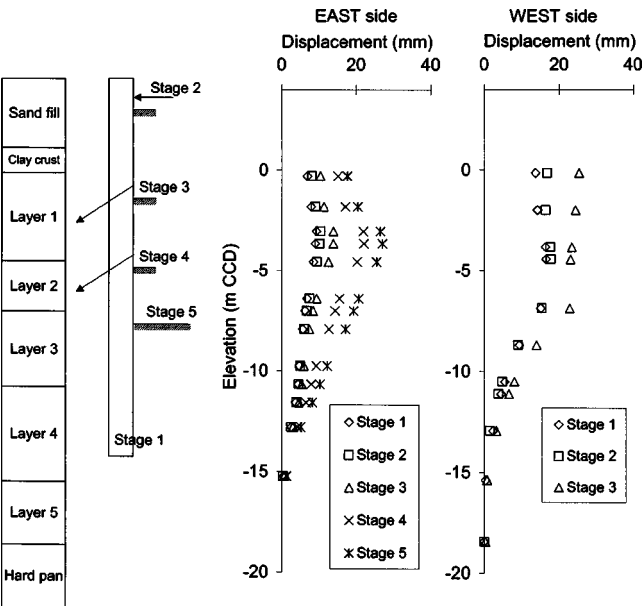 EAST side
Displacement (mm)
0 20 40
WEST side
Displacement (mm)
0 20 40
Sand fill
Clay crust
Layer 1
Layer 2
Layer 3
Layer 4
Layer 5
Hard pan
Stage 2
Stage 3
Stage 4
Stage 5
Stage 1
Elevation (m CCD)
0
-5
-10
-15
-20
Stage 1
Stage 2
Stage 3
Stage 4
Stage 5
0
-5
-10
-15
-20
Stage 1
Stage 2
Stage 3